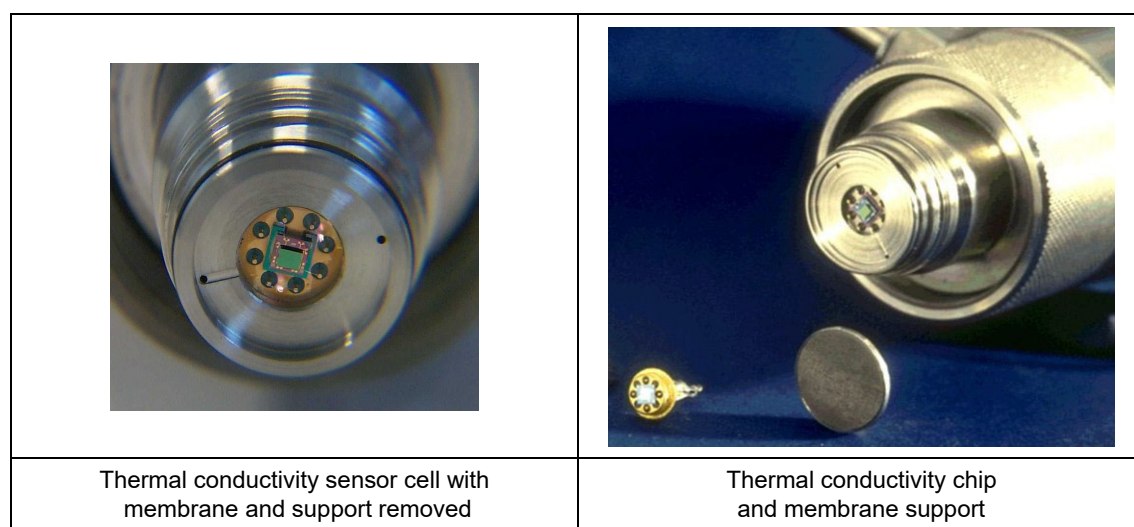 Thermal conductivity sensor cell with
membrane and support removed
Thermal conductivity chip
and membrane support